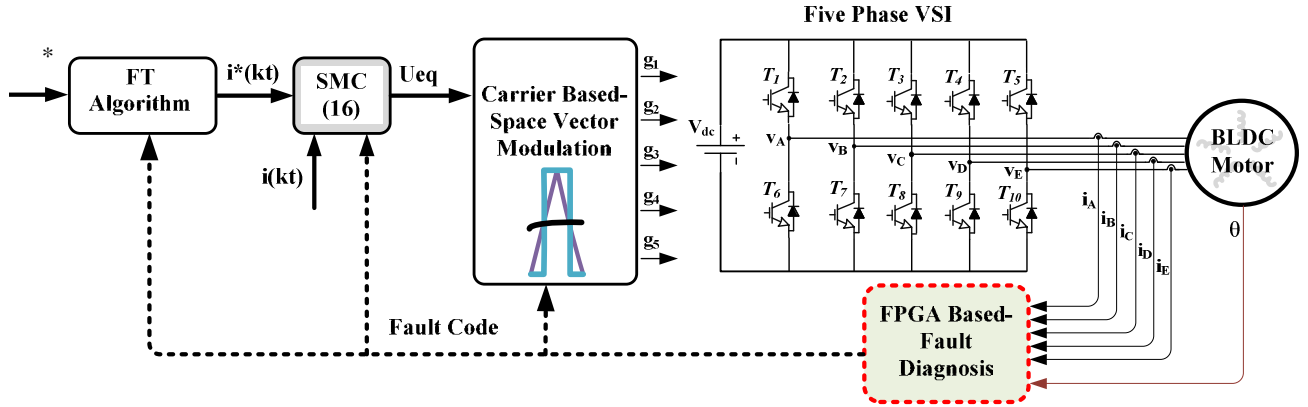 Five Phase VSI
*
FT
Algorithm
i*(kt)
SMC
(16)
Ueq
i(kt)
Carrier Based-
Space Vector
Modulation
g1
g2
g3
g4
g5
Vdc
+
-
T1
T2
T3
T4
T5
vA
vB
vC
vD
vE
T6
T7
T8
T9
T10
BLDC
Motor
iA
iB
iC
iD
iE
θ
Fault Code
FPGA Based-
Fault
Diagnosis